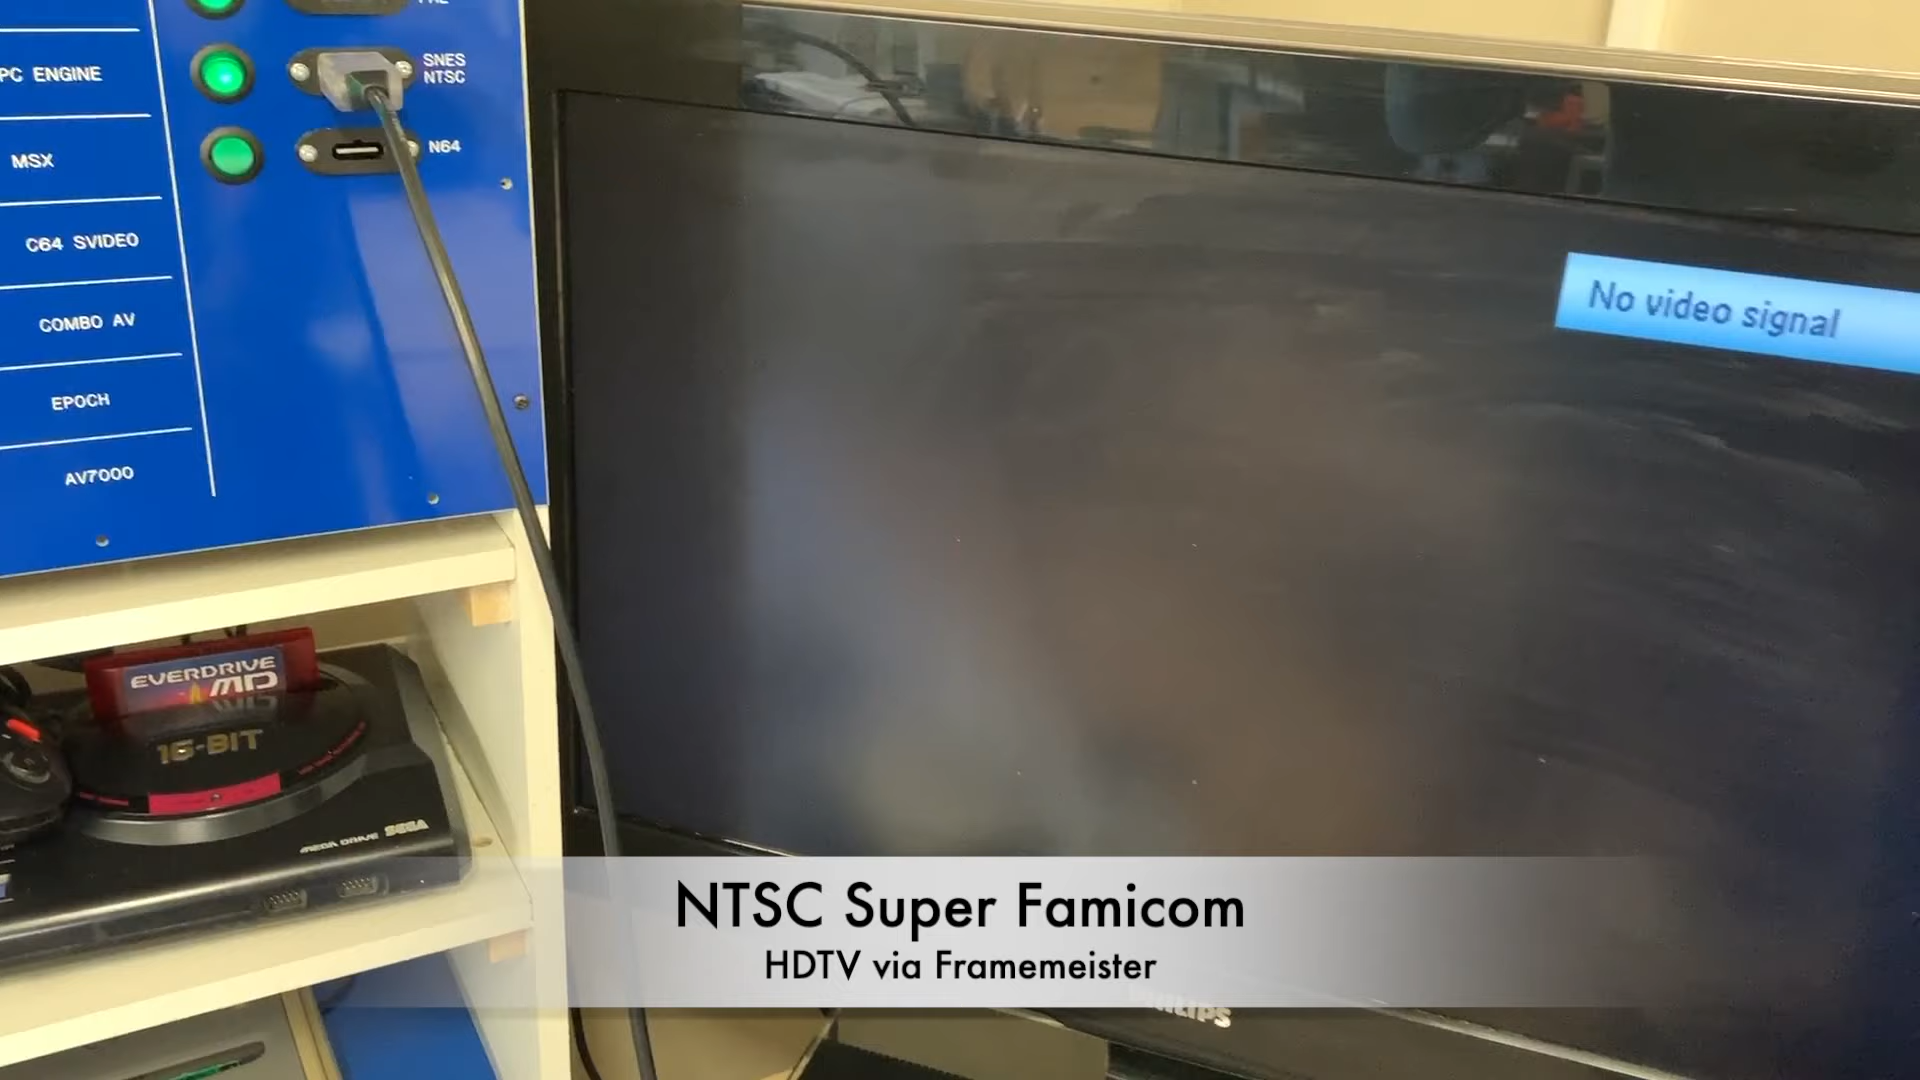 SNES
NTSC
N64
PC ENGINE
MSX
C64 SVIDEO
COMBO AV
EPOCH
AV7000
No video signal
EVERDRIVE
MD
16-BIT
MEGA DRIVE SEGA
NTSC Super Famicom
HDTV via Framemeister
PHILIPS